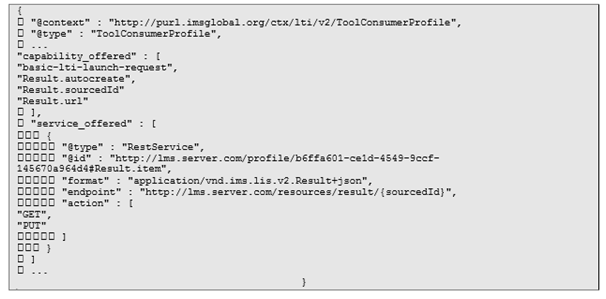 {
□ "@context" : "http://purl.imsglobal.org/ctx/lti/v2/ToolConsumerProfile",
□ "@type" : "ToolConsumerProfile",
□ ...
"capability_offered" : [
"basic-lti-launch-request",
"Result.autocreate",
"Result.sourcedId"
"Result.url"
□ ],
□ "service_offered" : [
□□□ {
□□□□□ "@type" : "RestService",
□□□□□ "@id" : "http://lms.server.com/profile/b6ffa601-ce1d-4549-9ccf-
145670a964d4#Result.item",
□□□□□ "format" : "application/vnd.ims.lis.v2.Result+json",
□□□□□ "endpoint" : "http://lms.server.com/resources/result/{sourcedId}",
□□□□□ "action" : [
"GET",
"PUT"
□□□□□ ]
□□□ }
□ ]
□ ...
}